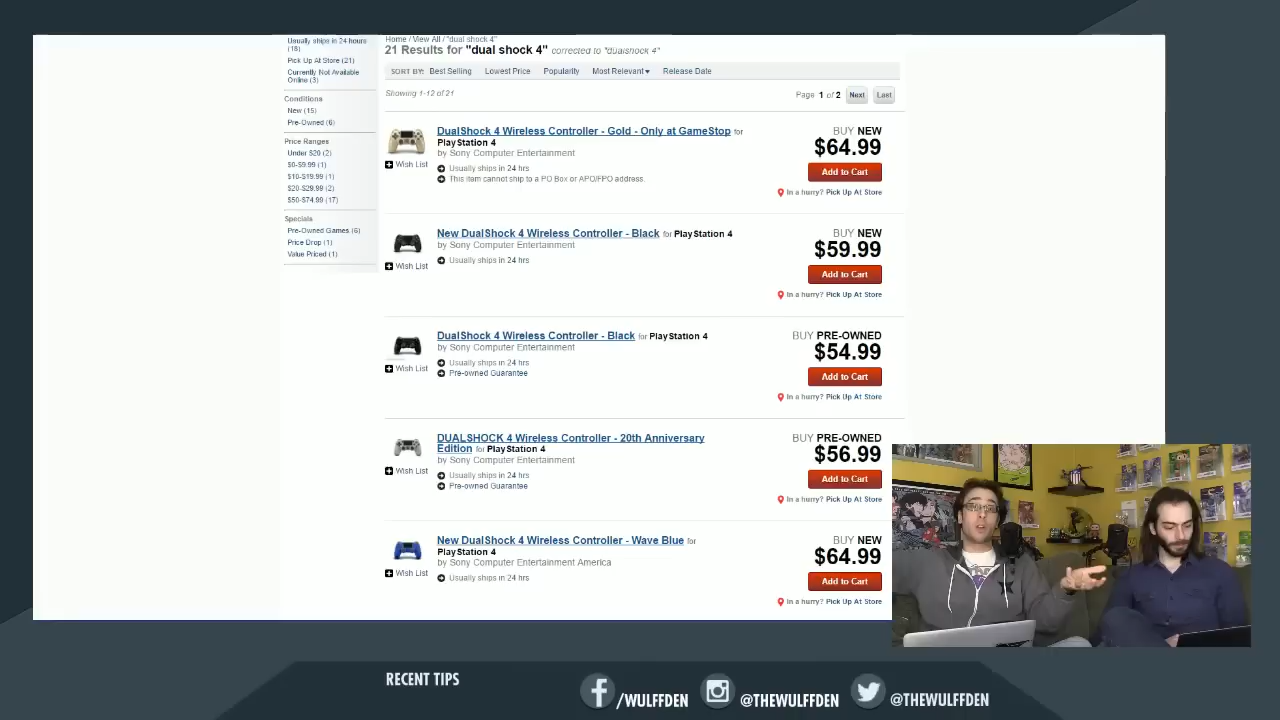 Usually ships in 24 hours
(18)
Pick Up At Store (21)
Currently Not Available
Online (3)
Conditions
New (15)
Pre-Owned (6)
Price Ranges
Under $20 (2)
$0-$9.99 (1)
$10-$19.99 (1)
$20-$29.99 (2)
$50-$74.99 (17)
Specials
Pre-Owned Games (6)
Price Drop (1)
Value Priced (1)
Home / View All / "dual shock 4"
21 Results for "dual shock 4" corrected to "dualshock 4"
SORT BY: Best Selling Lowest Price Popularity Most Relevant Release Date
Showing 1-12 of 21
Page 1 of 2 Next Last
DualShock 4 Wireless Controller - Gold - Only at GameStop for
PlayStation 4
by Sony Computer Entertainment
Wish List
Usually ships in 24 hrs
This item cannot ship to a PO Box or APO/FPO address.
BUY NEW
$64.99
Add to Cart
In a hurry? Pick Up At Store
New DualShock 4 Wireless Controller - Black for PlayStation 4
by Sony Computer Entertainment
Wish List
Usually ships in 24 hrs
BUY NEW
$59.99
Add to Cart
In a hurry? Pick Up At Store
DualShock 4 Wireless Controller - Black for PlayStation 4
by Sony Computer Entertainment
Wish List
Usually ships in 24 hrs
Pre-owned Guarantee
BUY PRE-OWNED
$54.99
Add to Cart
In a hurry? Pick Up At Store
DUALSHOCK 4 Wireless Controller - 20th Anniversary
Edition for PlayStation 4
by Sony Computer Entertainment
Wish List
Usually ships in 24 hrs
Pre-owned Guarantee
BUY PRE-OWNED
$56.99
Add to Cart
In a hurry? Pick Up At Store
New DualShock 4 Wireless Controller - Wave Blue for
PlayStation 4
by Sony Computer Entertainment America
Wish List
Usually ships in 24 hrs
BUY NEW
$64.99
Add to Cart
In a hurry? Pick Up At Store
RECENT TIPS
/WULFFDEN
@THEWULFFDEN
@THEWULFFDEN